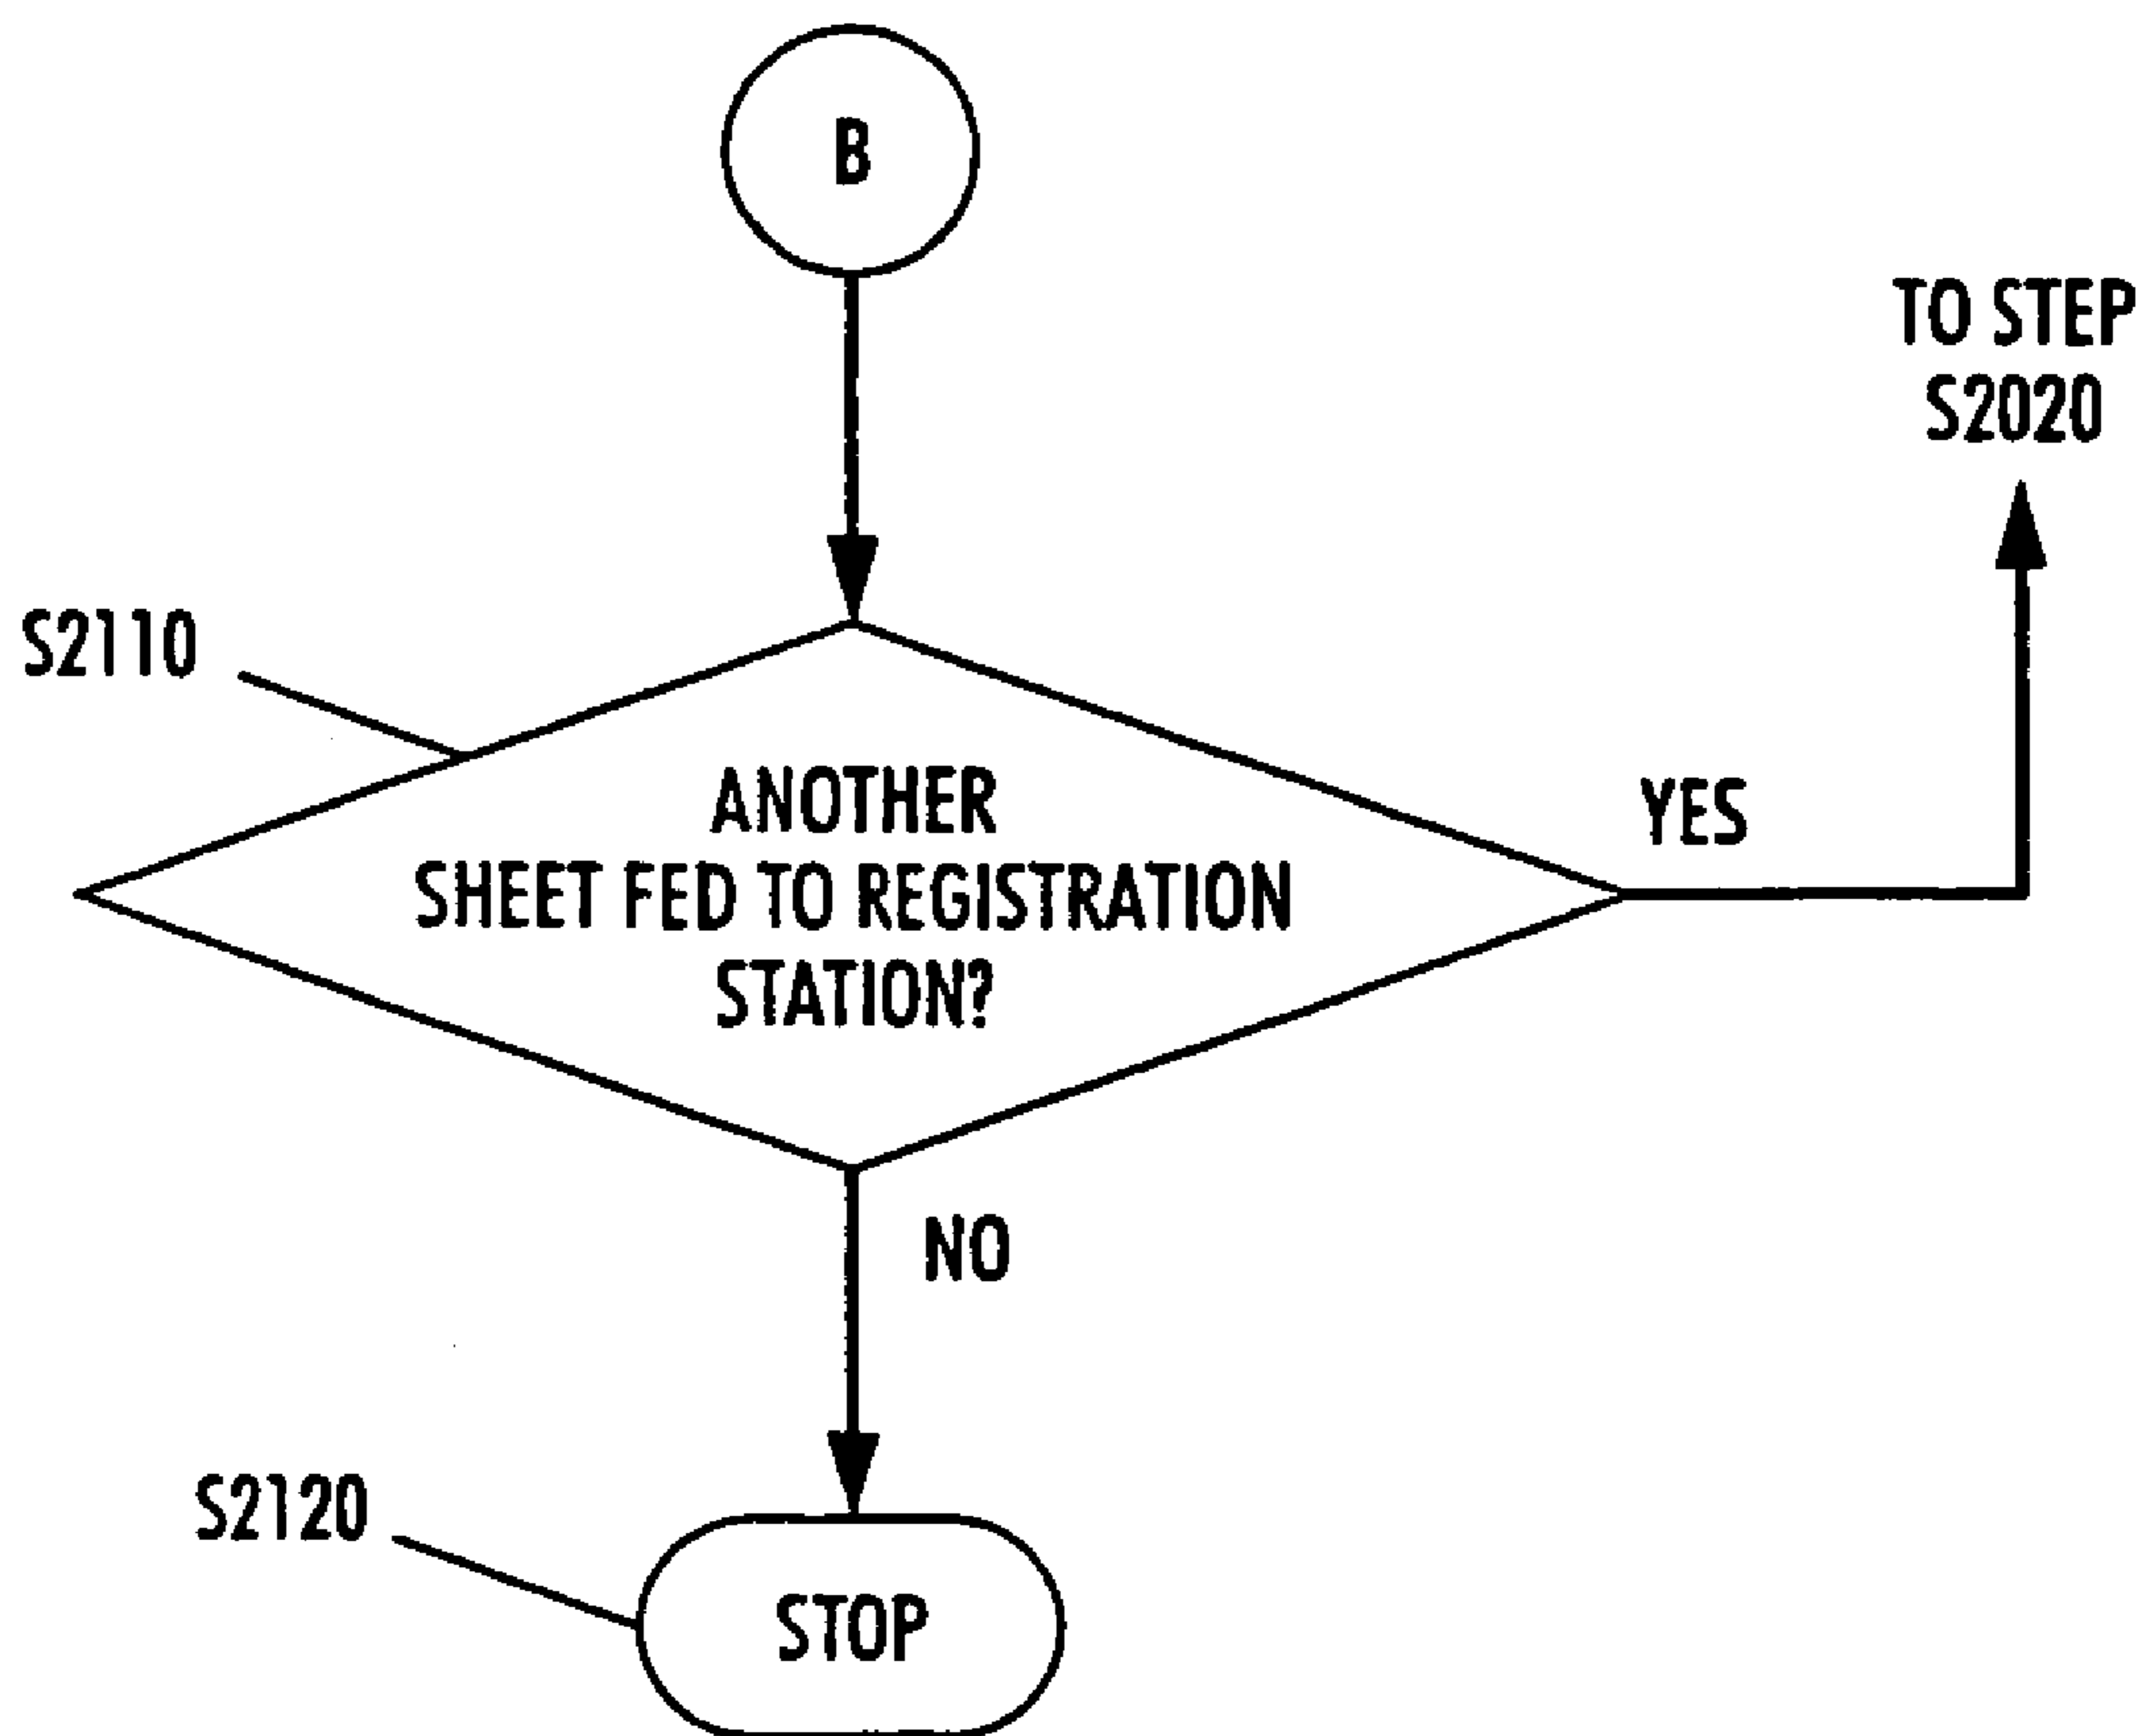 B
TO STEP
S2020
S2110
ANOTHER
SHEET FED TO REGISTRATION
STATION?
YES
NO
S2120
STOP